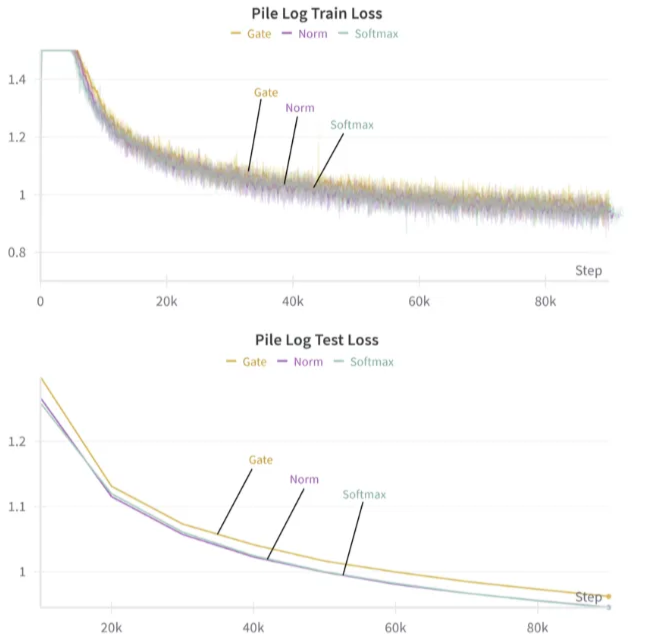 Pile Log Train Loss
Gate Norm Softmax
1.4
Gate
Norm
1.2
Softmax
1
0.8
Step
0 20k 40k 60k 80k
Pile Log Test Loss
Gate Norm Softmax
1.2
Gate
Norm
Softmax
1.1
1
Step
20k 40k 60k 80k